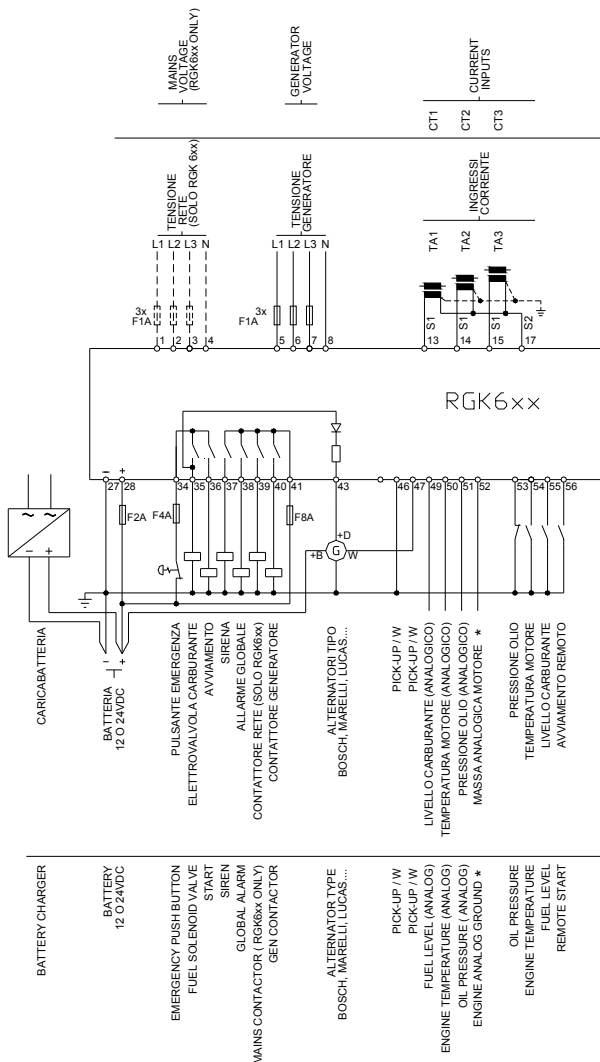 MAINS
VOLTAGE
(RGK6xx ONLY)
GENERATOR
VOLTAGE
CURRENT
INPUTS
CT1
CT2
CT3
TENSIONE
RETE
(SOLO RGK 6xx)
TENSIONE
GENERATORE
INGRESSI
CORRENTE
L1
L2
L3
N
L1
L2
L3
N
TA1
TA2
TA3
3x
F1A
3x
F1A
S1
S1
S1
S2
1
2
3
4
5
6
7
8
13
14
15
17
RGK6xx
–
+
27
28
34
35
36
37
38
39
40
41
43
46
47
49
50
51
52
53
54
55
56
F2A
F4A
F8A
+D
+B
G
W
~ ~
– +
–
+
CARICABATTERIA
BATTERIA
12 O 24VDC
PULSANTE EMERGENZA
ELETTROVALVOLA CARBURANTE
AVVIAMENTO
SIRENA
ALLARME GLOBALE
CONTATTORE RETE (SOLO RGK6xx)
CONTATTORE GENERATORE
ALTERNATORI TIPO
BOSCH, MARELLI, LUCAS....
PICK-UP / W
PICK-UP / W
LIVELLO CARBURANTE (ANALOGICO)
TEMPERATURA MOTORE (ANALOGICO)
PRESSIONE OLIO (ANALOGICO)
MASSA ANALOGICA MOTORE *
PRESSIONE OLIO
TEMPERATURA MOTORE
LIVELLO CARBURANTE
AVVIAMENTO REMOTO
BATTERY CHARGER
BATTERY
12 O 24VDC
EMERGENCY PUSH BUTTON
FUEL SOLENOID VALVE
START
SIREN
GLOBAL ALARM
MAINS CONTACTOR ( RGK6xx ONLY)
GEN CONTACTOR
ALTERNATOR TYPE
BOSCH, MARELLI, LUCAS....
PICK-UP / W
PICK-UP / W
FUEL LEVEL (ANALOG)
ENGINE TEMPERATURE (ANALOG)
OIL PRESSURE ( ANALOG)
ENGINE ANALOG GROUND *
OIL PRESSURE
ENGINE TEMPERATURE
FUEL LEVEL
REMOTE START